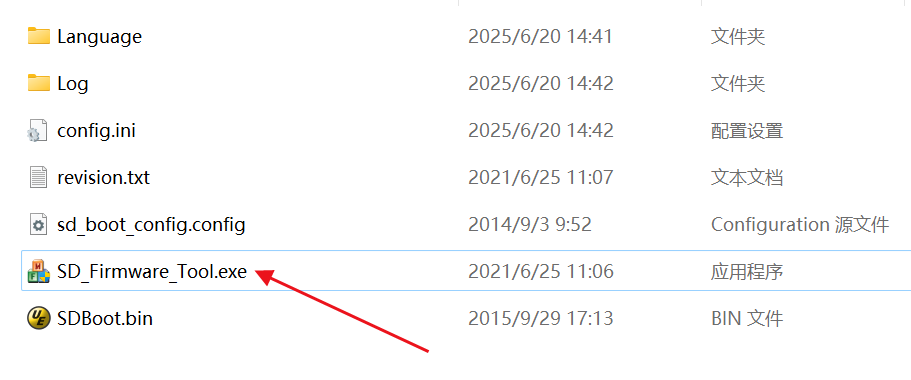 Language 2025/6/20 14:41 文件夹
Log 2025/6/20 14:42 文件夹
config.ini 2025/6/20 14:42 配置设置
revision.txt 2021/6/25 11:07 文本文档
sd_boot_config.config 2014/9/3 9:52 Configuration 源文件
SD_Firmware_Tool.exe 2021/6/25 11:06 应用程序
SDBoot.bin 2015/9/29 17:13 BIN 文件